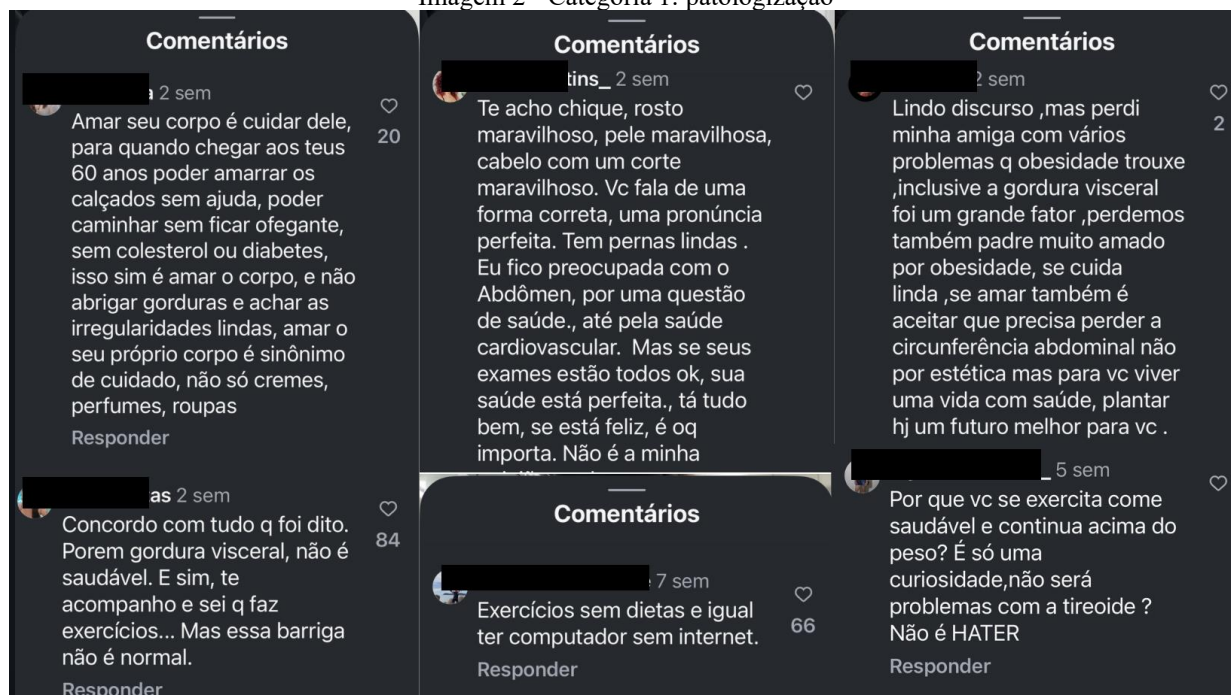 Imagem 2 - Categoria 1: patologização
Comentários
a 2 sem
Amar seu corpo é cuidar dele,
para quando chegar aos teus
60 anos poder amarrar os
calçados sem ajuda, poder
caminhar sem ficar ofegante,
sem colesterol ou diabetes,
isso sim é amar o corpo, e não
abrigar gorduras e achar as
irregularidades lindas, amar o
seu próprio corpo é sinônimo
de cuidado, não só cremes,
perfumes, roupas
20
Responder
as 2 sem
Concordo com tudo q foi dito.
Porem gordura visceral, não é
saudável. E sim, te
acompanho e sei q faz
exercícios... Mas essa barriga
não é normal.
84
Responder
Comentários
tins_ 2 sem
Te acho chique, rosto
maravilhoso, pele maravilhosa,
cabelo com um corte
maravilhoso. Vc fala de uma
forma correta, uma pronúncia
perfeita. Tem pernas lindas .
Eu fico preocupada com o
Abdômen, por uma questão
de saúde., até pela saúde
cardiovascular. Mas se seus
exames estão todos ok, sua
saúde está perfeita., tá tudo
bem, se está feliz, é oq
importa. Não é a minha
Comentários
7 sem
Exercícios sem dietas e igual
ter computador sem internet.
66
Responder
Comentários
2 sem
Lindo discurso ,mas perdi
minha amiga com vários
problemas q obesidade trouxe
,inclusive a gordura visceral
foi um grande fator ,perdemos
também padre muito amado
por obesidade, se cuida
linda ,se amar também é
aceitar que precisa perder a
circunferência abdominal não
por estética mas para vc viver
uma vida com saúde, plantar
hj um futuro melhor para vc .
2
_ 5 sem
Por que vc se exercita come
saudável e continua acima do
peso? É só uma
curiosidade,não será
problemas com a tireoide ?
Não é HATER
Responder